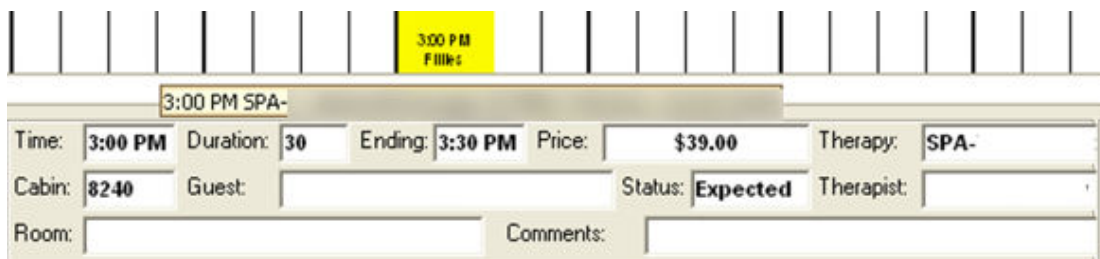 3:00 PM
3:00 PM SPA-
Time: 3:00 PM Duration: 30 Ending: 3:30 PM Price: $39.00 Therapy: SPA-
Cabin: 8240 Guest: Status: Expected Therapist:
Room: Comments: